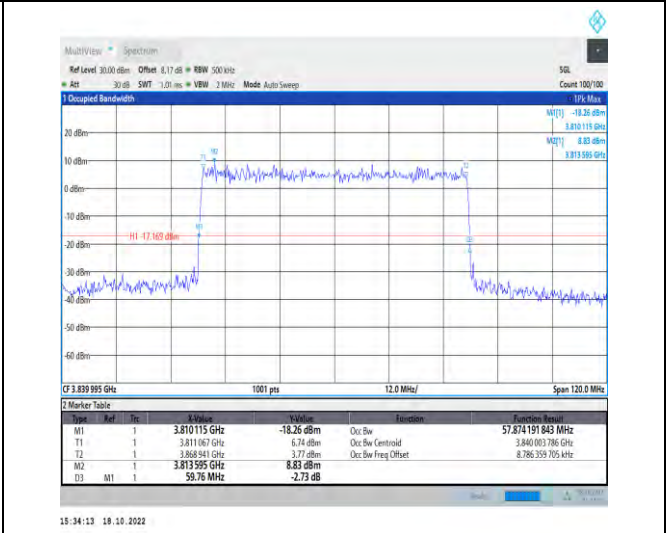 MultiView Spectrum
Ref Level 30.00 dBm Offset 8.17 dB RBW 500 kHz SGL
Att 30 dB SWT 1.01 ms VBW 2 MHz Mode Auto Sweep Count 100/100
1 Occupied Bandwidth 1Pk Max
M1[1] -18.26 dBm
3.810 115 GHz
M2[1] 8.83 dBm
3.813 595 GHz
20 dBm
T1 M2 T2
10 dBm
0 dBm
-10 dBm
M1
H1 -17.169 dBm
D3
-20 dBm
-30 dBm
-40 dBm
-50 dBm
-60 dBm
CF 3.839 995 GHz 1001 pts 12.0 MHz/ Span 120.0 MHz
2 Marker Table
Type Ref Trc X-Value Y-Value Function Function Result
M1 1 3.810 115 GHz -18.26 dBm Occ Bw 57.874 191 843 MHz
T1 1 3.811 067 GHz 6.74 dBm Occ Bw Centroid 3.840 003 786 GHz
T2 1 3.868 941 GHz 3.77 dBm Occ Bw Freq Offset 8.786 359 705 kHz
M2 1 3.813 595 GHz 8.83 dBm
D3 M1 1 59.76 MHz -2.73 dB
15:34:13 18.10.2022